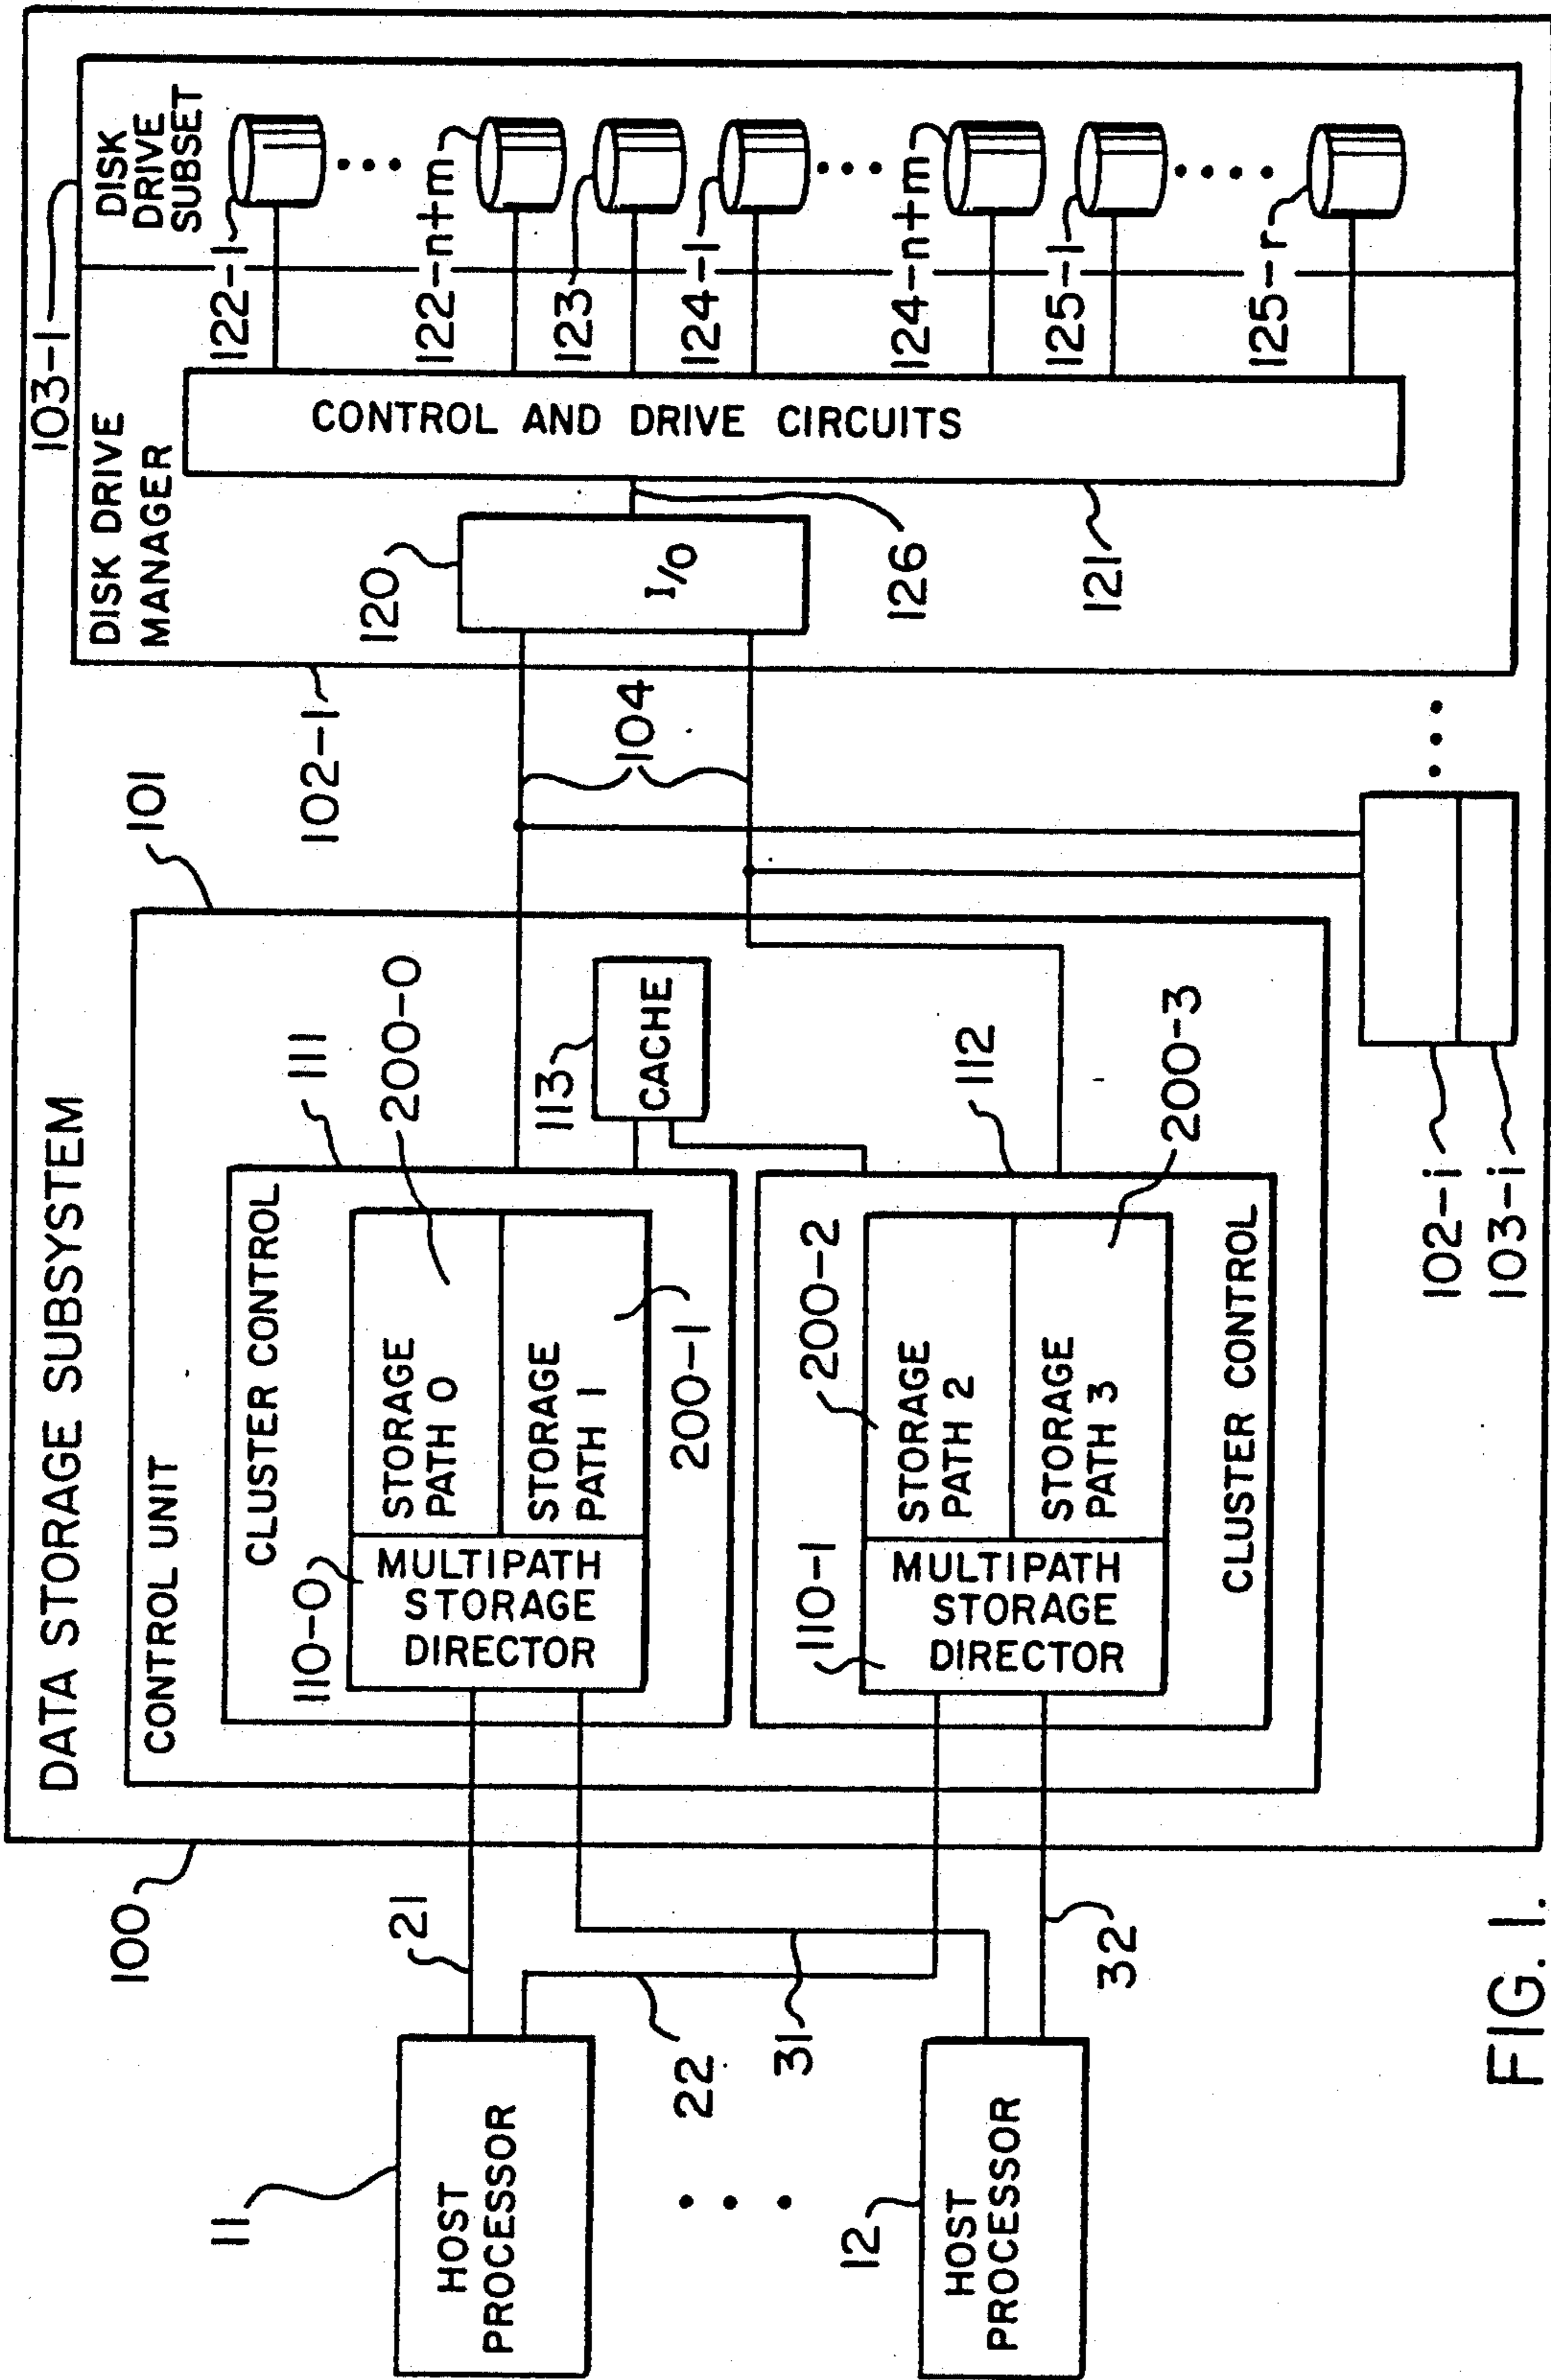 DATA STORAGE SUBSYSTEM
100
CONTROL UNIT
101
CLUSTER CONTROL
111
110-0
MULTIPATH
STORAGE
DIRECTOR
STORAGE
PATH 0
200-0
STORAGE
PATH 1
200-1
113
CACHE
110-1
MULTIPATH
STORAGE
DIRECTOR
200-2
STORAGE
PATH 2
STORAGE
PATH 3
200-3
112
CLUSTER CONTROL
11
HOST
PROCESSOR
12
HOST
PROCESSOR
21
22
31
32
102-1
103-1
DISK DRIVE
MANAGER
DISK
DRIVE
SUBSET
104
120
I/O
126
CONTROL AND DRIVE CIRCUITS
121
122-1
122-n+m
123
124-1
124-n+m
125-1
125-r
102-i
103-i
FIG. 1.